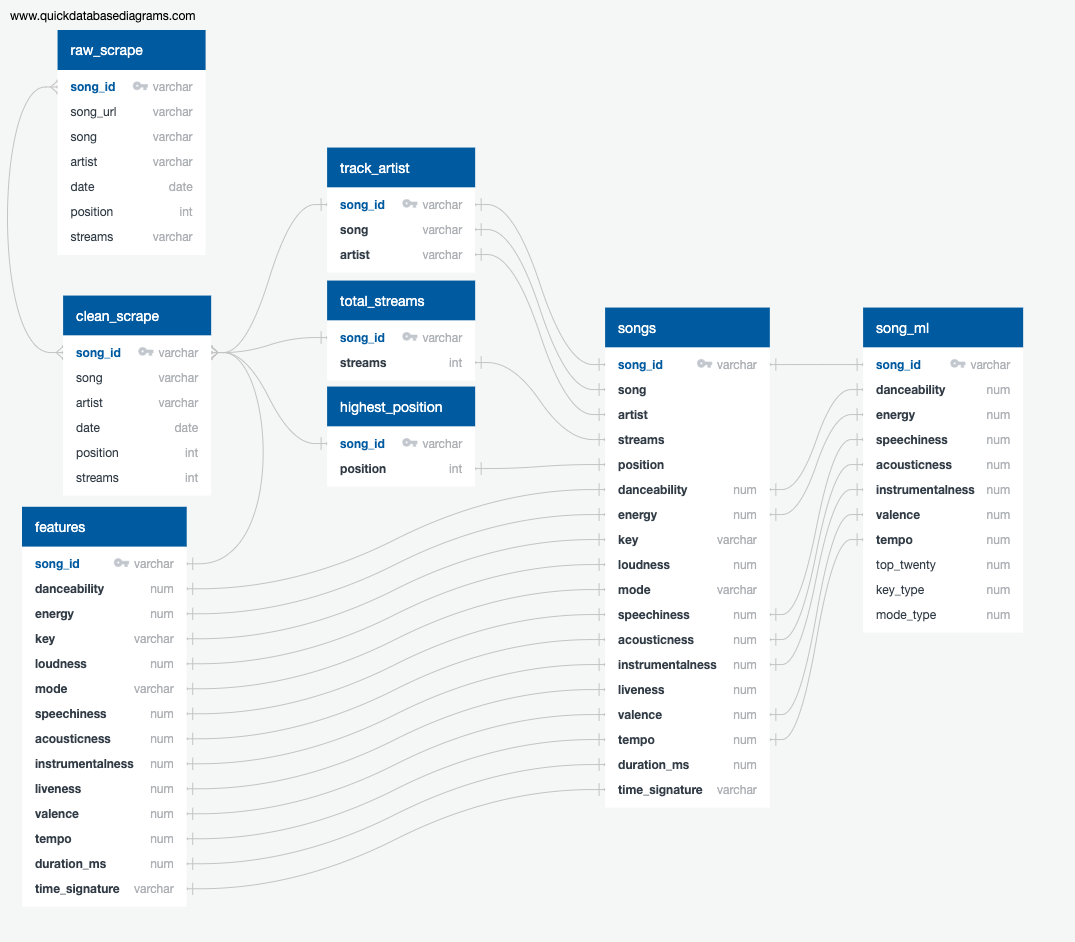 www.quickdatabasediagrams.com
raw_scrape
song_id varchar
song_url varchar
song varchar
artist varchar
date date
position int
streams varchar
clean_scrape
song_id varchar
song varchar
artist varchar
date date
position int
streams int
features
song_id varchar
danceability num
energy num
key varchar
loudness num
mode varchar
speechiness num
acousticness num
instrumentalness num
liveness num
valence num
tempo num
duration_ms num
time_signature varchar
track_artist
song_id varchar
song varchar
artist varchar
total_streams
song_id varchar
streams int
highest_position
song_id varchar
position int
songs
song_id varchar
song
artist
streams
position
danceability num
energy num
key varchar
loudness num
mode varchar
speechiness num
acousticness num
instrumentalness num
liveness num
valence num
tempo num
duration_ms num
time_signature varchar
song_ml
song_id varchar
danceability num
energy num
speechiness num
acousticness num
instrumentalness num
valence num
tempo num
top_twenty num
key_type num
mode_type num